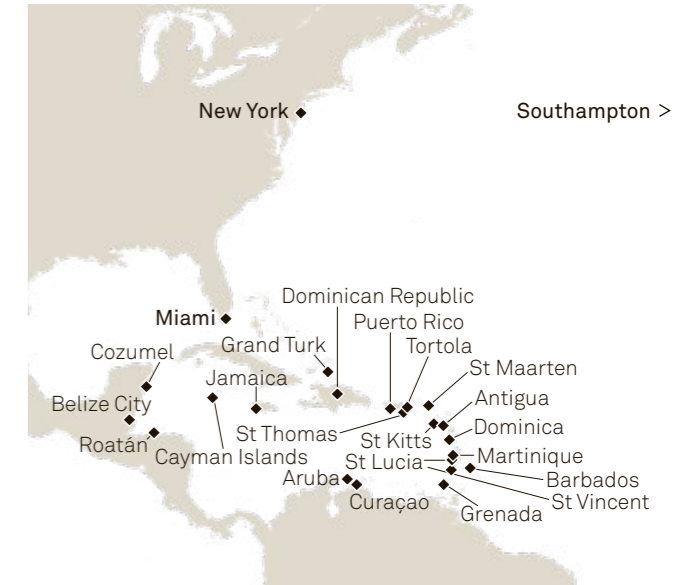 New York
Southampton >
Dominican Republic
Miami
Puerto Rico
Grand Turk
Tortola
Cozumel
St Maarten
Jamaica
Antigua
Belize City
Dominica
St Thomas
St Kitts
Roatán
Cayman Islands
Martinique
St Lucia
Aruba
Barbados
Curaçao
St Vincent
Grenada